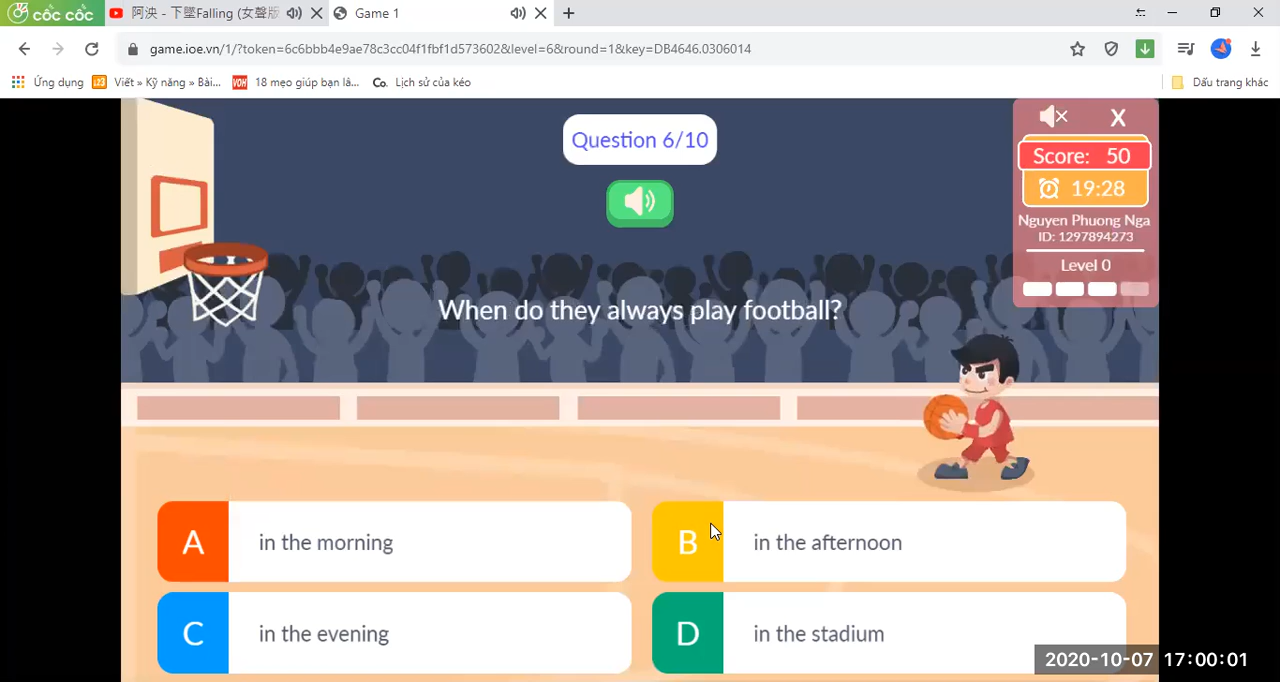 cốc cốc
阿泱 - 下墜Falling (女聲版
Game 1
game.ioe.vn/1/?token=6c6bbb4e9ae78c3cc04f1fbf1d573602&level=6&round=1&key=DB4646.0306014
Ứng dụng
123
Viết » Kỹ năng » Bài...
VOH
18 mẹo giúp bạn lâ...
Co.
Lịch sử của kéo
Dấu trang khác
Question 6/10
X
Score: 50
19:28
Nguyen Phuong Nga
ID: 1297894273
Level 0
When do they always play football?
A in the morning
B in the afternoon
C in the evening
D in the stadium
2020-10-07 17:00:01